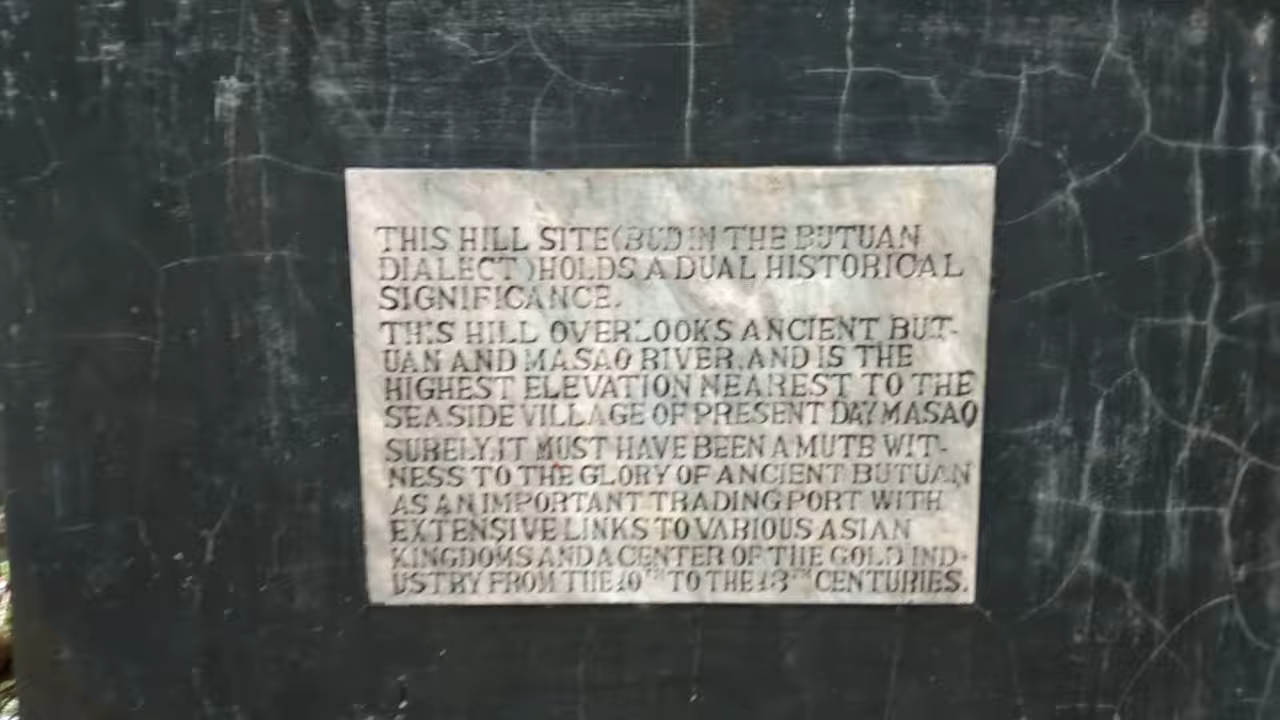 THIS HILL SITE (BUD IN THE BUTUAN
DIALECT) HOLDS A DUAL HISTORICAL
SIGNIFICANCE.
THIS HILL OVERLOOKS ANCIENT BUT-
UAN AND MASAO RIVER, AND IS THE
HIGHEST ELEVATION NEAREST TO THE
SEASIDE VILLAGE OF PRESENT DAY MASAO
SURELY, IT MUST HAVE BEEN A MUTE WIT-
NESS TO THE GLORY OF ANCIENT BUTUAN
AS AN IMPORTANT TRADING PORT WITH
EXTENSIVE LINKS TO VARIOUS ASIAN
KINGDOMS AND A CENTER OF THE GOLD IND-
USTRY FROM THE 10TH TO THE 13TH CENTURIES.